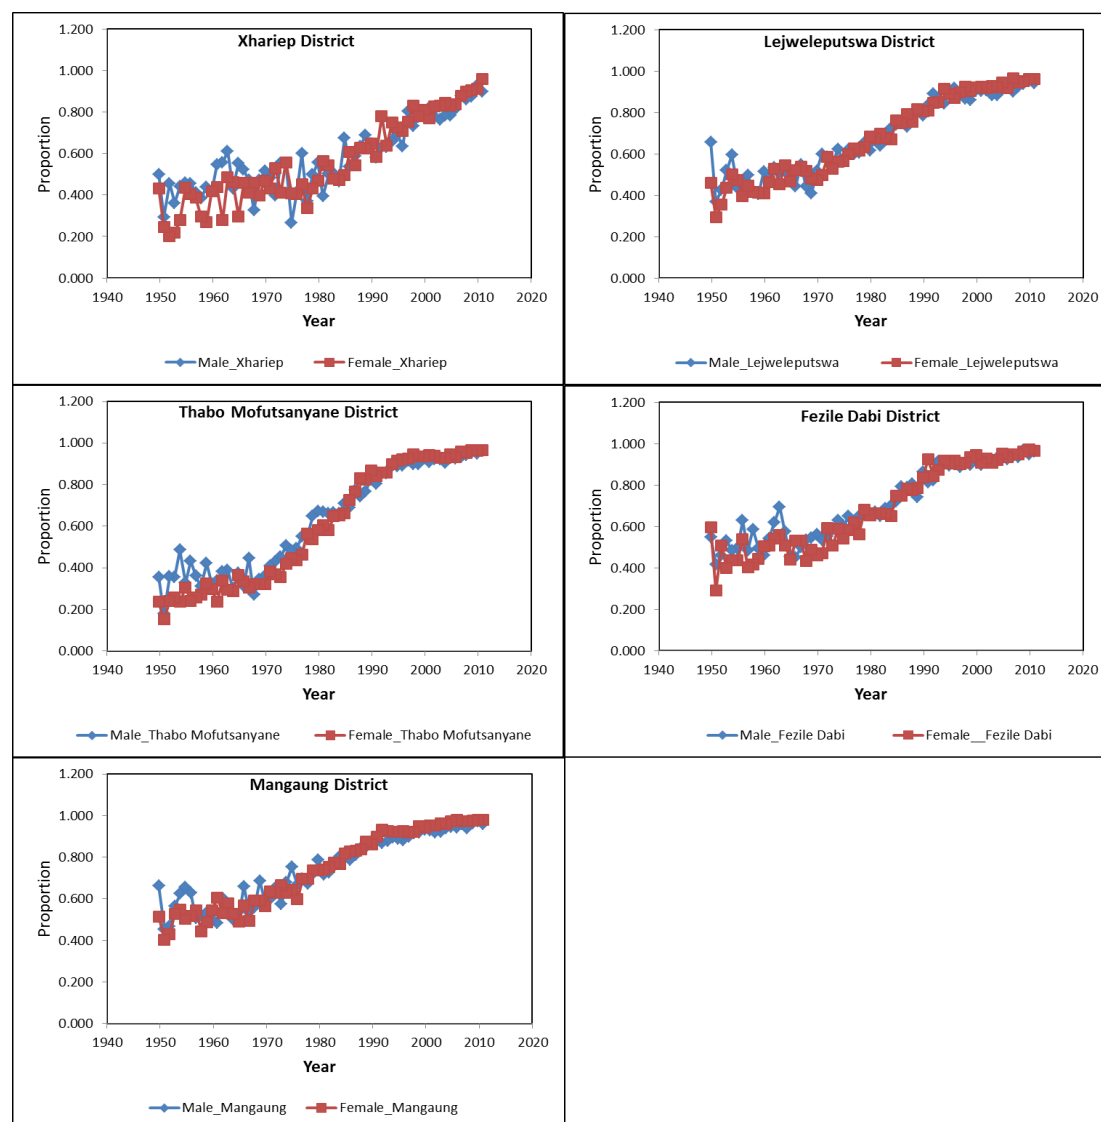 Xhariep District
1.200
1.000
0.800
0.600
0.400
0.200
0.000
Proportion
1940 1950 1960 1970 1980 1990 2000 2010 2020
Year
Male_Xhariep Female_Xhariep
Lejweleputswa District
1.200
1.000
0.800
0.600
0.400
0.200
0.000
Proportion
1940 1950 1960 1970 1980 1990 2000 2010 2020
Year
Male_Lejweleputswa Female_Lejweleputswa
Thabo Mofutsanyane District
1.200
1.000
0.800
0.600
0.400
0.200
0.000
Proportion
1940 1950 1960 1970 1980 1990 2000 2010 2020
Year
Male_Thabo Mofutsanyane Female_Thabo Mofutsanyane
Fezile Dabi District
1.200
1.000
0.800
0.600
0.400
0.200
0.000
Proportion
1940 1950 1960 1970 1980 1990 2000 2010 2020
Year
Male_Fezile Dabi Female__Fezile Dabi
Mangaung District
1.200
1.000
0.800
0.600
0.400
0.200
0.000
Proportion
1940 1950 1960 1970 1980 1990 2000 2010 2020
Year
Male_Mangaung Female_Mangaung